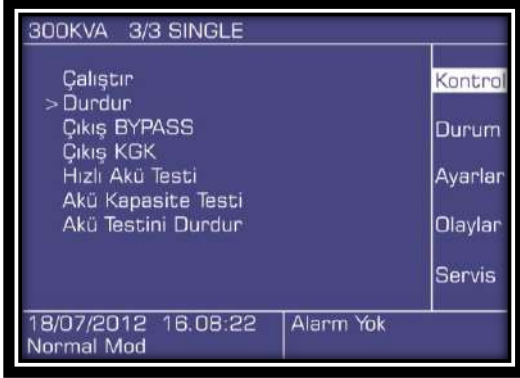 300KVA 3/3 SINGLE
Çalıştır
> Durdur
Çıkış BYPASS
Çıkış KGK
Hızlı Akü Testi
Akü Kapasite Testi
Akü Testini Durdur
Kontrol
Durum
Ayarlar
Olaylar
Servis
18/07/2012 16.08:22
Normal Mod
Alarm Yok